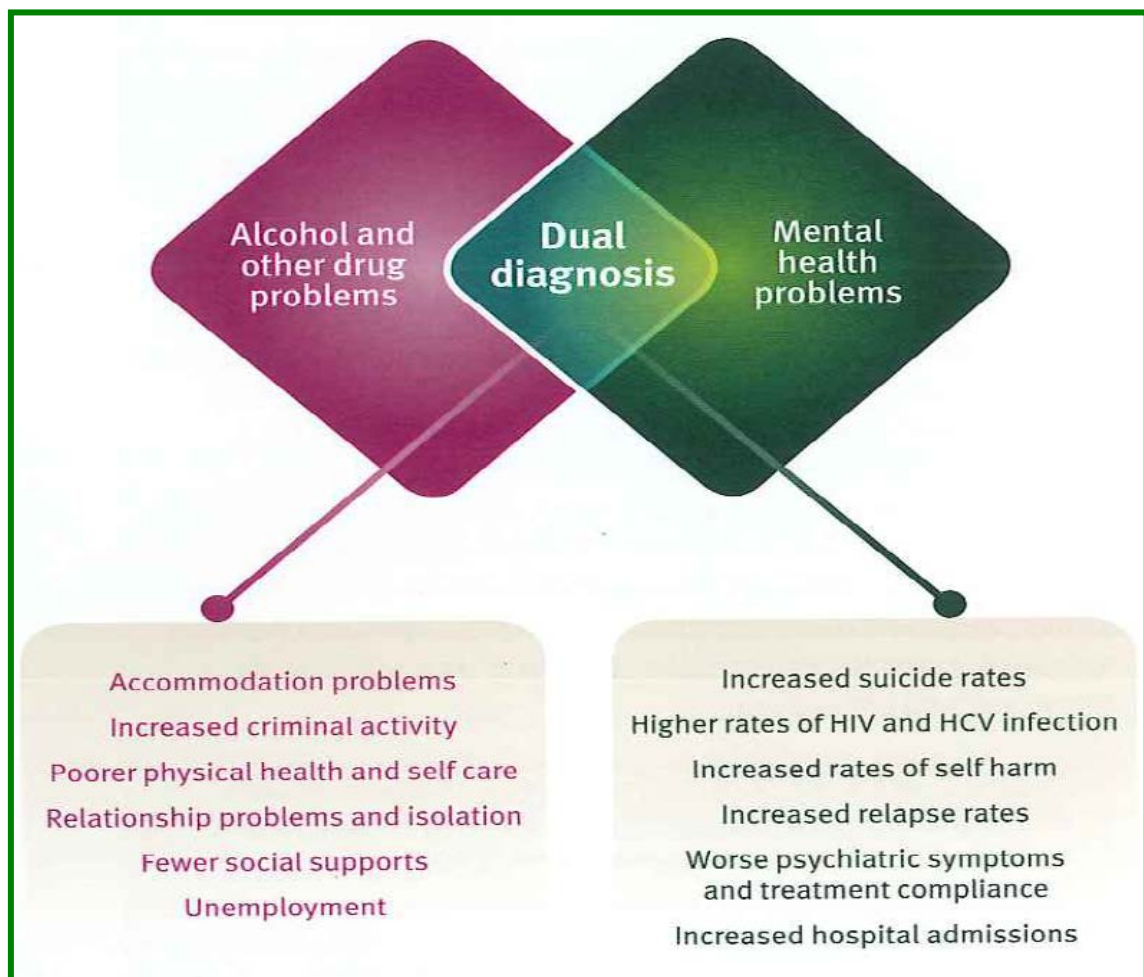 Alcohol and
other drug
problems
Dual
diagnosis
Mental
health
problems
Accommodation problems
Increased criminal activity
Poorer physical health and self care
Relationship problems and isolation
Fewer social supports
Unemployment
Increased suicide rates
Higher rates of HIV and HCV infection
Increased rates of self harm
Increased relapse rates
Worse psychiatric symptoms
and treatment compliance
Increased hospital admissions